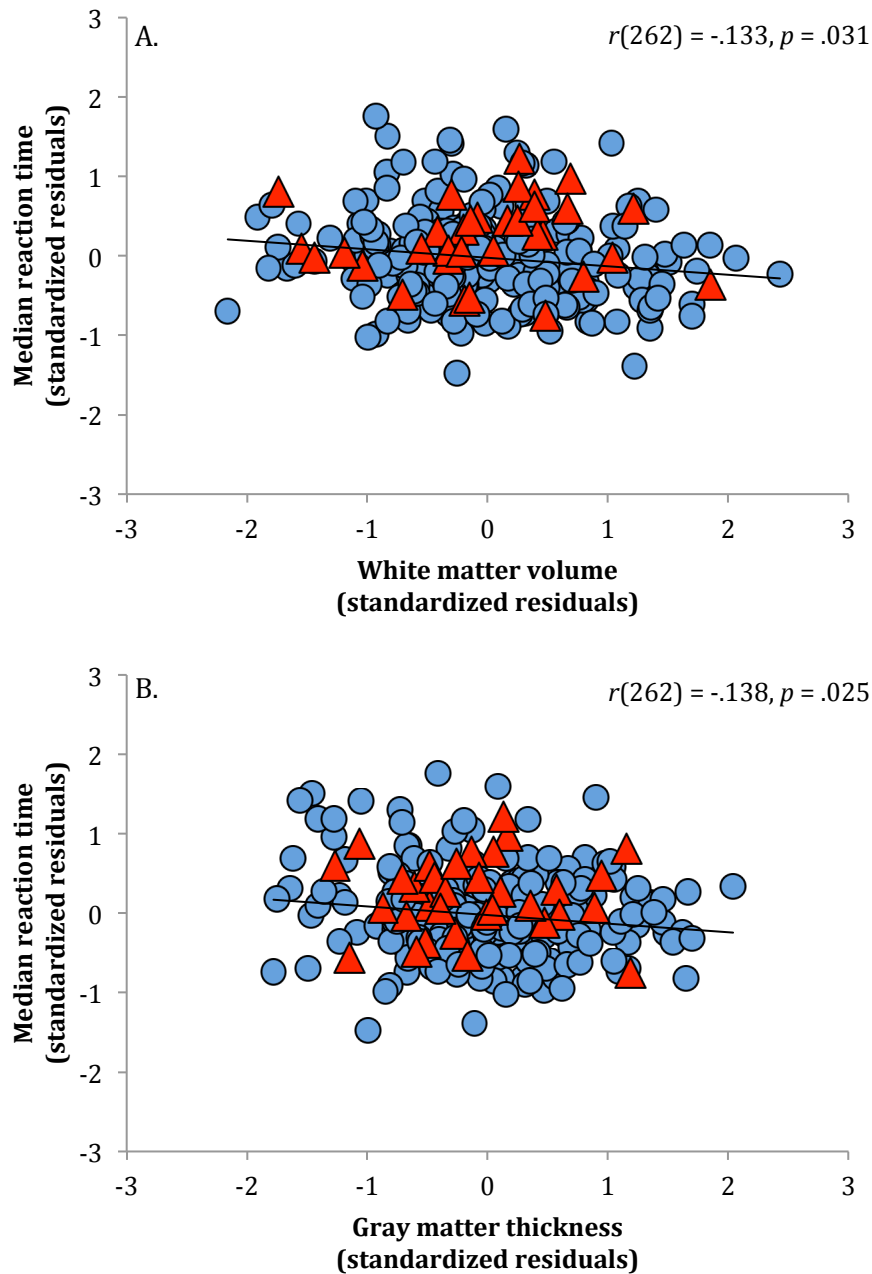 A.
r(262) = -.133, p = .031
3
2
1
0
-1
-2
-3
Median reaction time
(standardized residuals)
-3 -2 -1 0 1 2 3
White matter volume
(standardized residuals)
B.
r(262) = -.138, p = .025
3
2
1
0
-1
-2
-3
Median reaction time
(standardized residuals)
-3 -2 -1 0 1 2 3
Gray matter thickness
(standardized residuals)